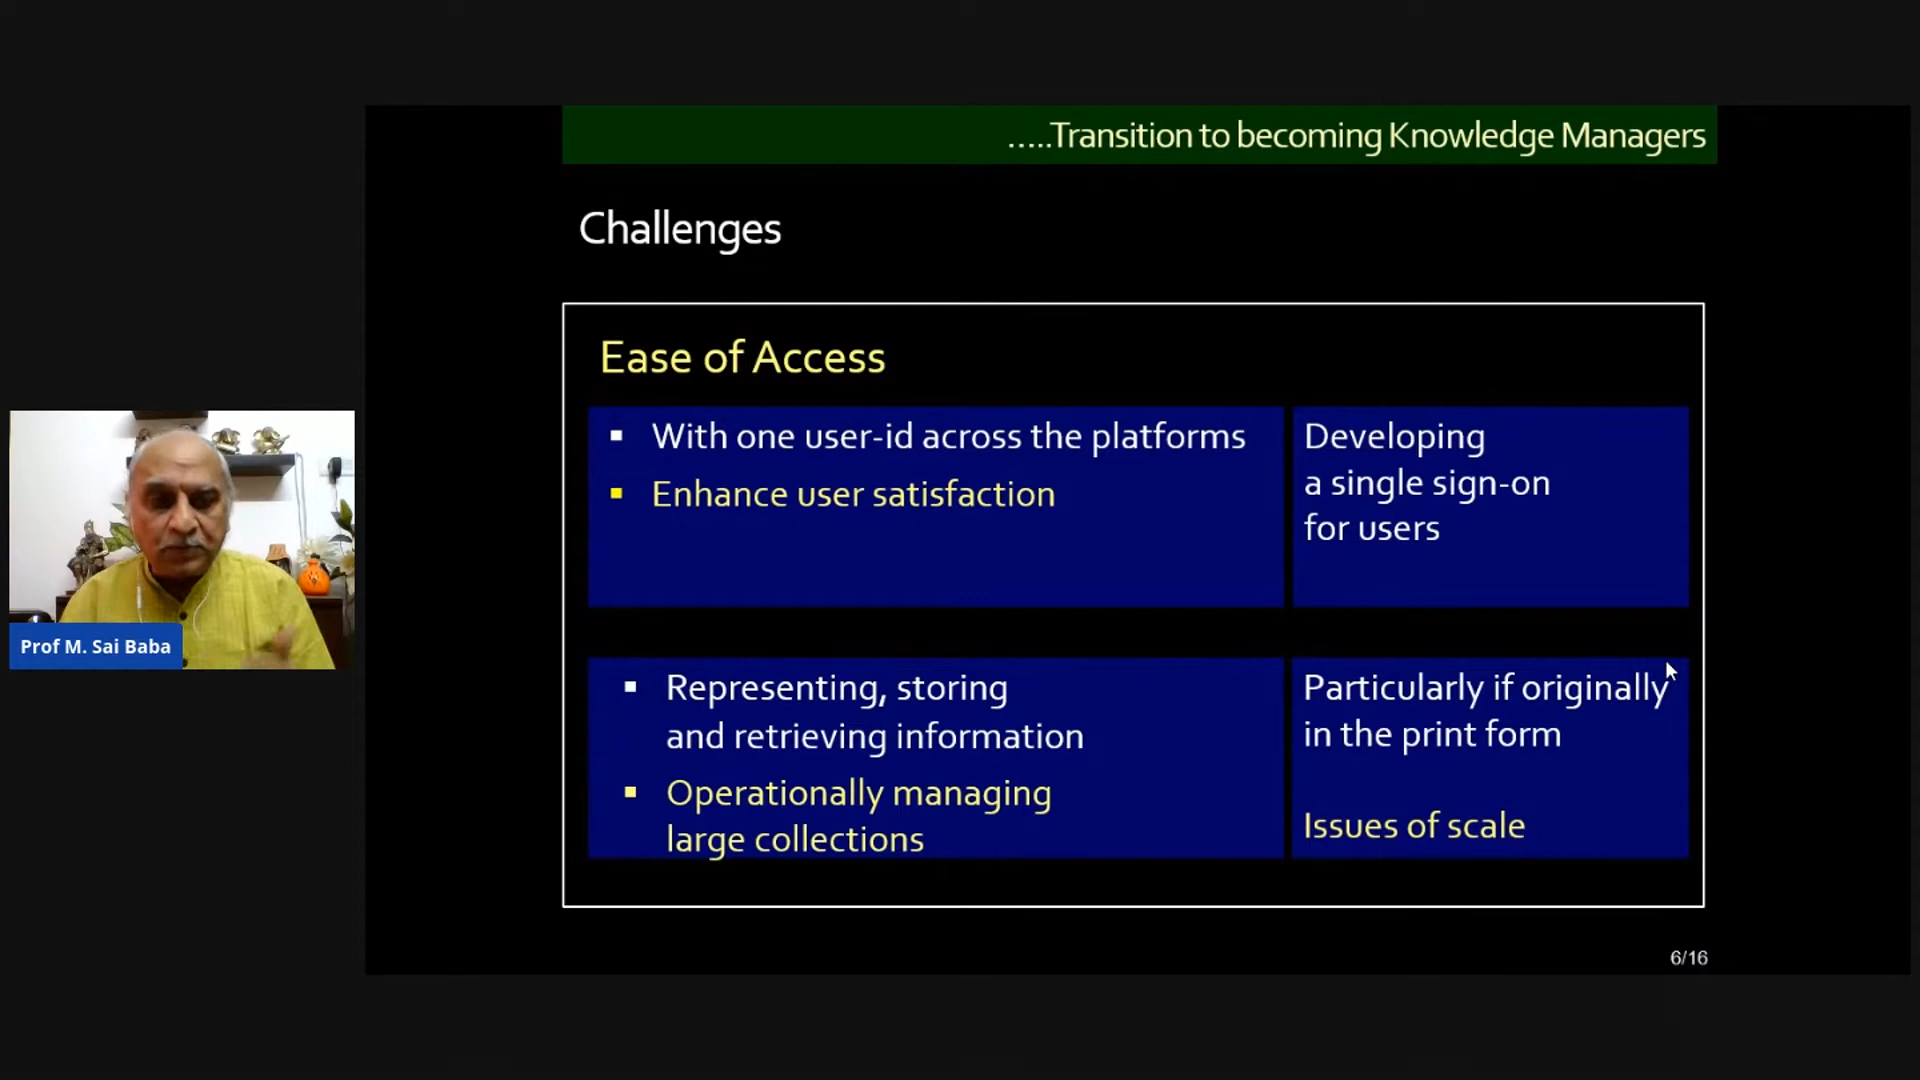 .....Transition to becoming Knowledge Managers
Challenges
Ease of Access
▪ With one user-id across the platforms
▪ Enhance user satisfaction
Developing
a single sign-on
for users
▪ Representing, storing
and retrieving information
▪ Operationally managing
large collections
Particularly if originally
in the print form
Issues of scale
Prof M. Sai Baba
6/16